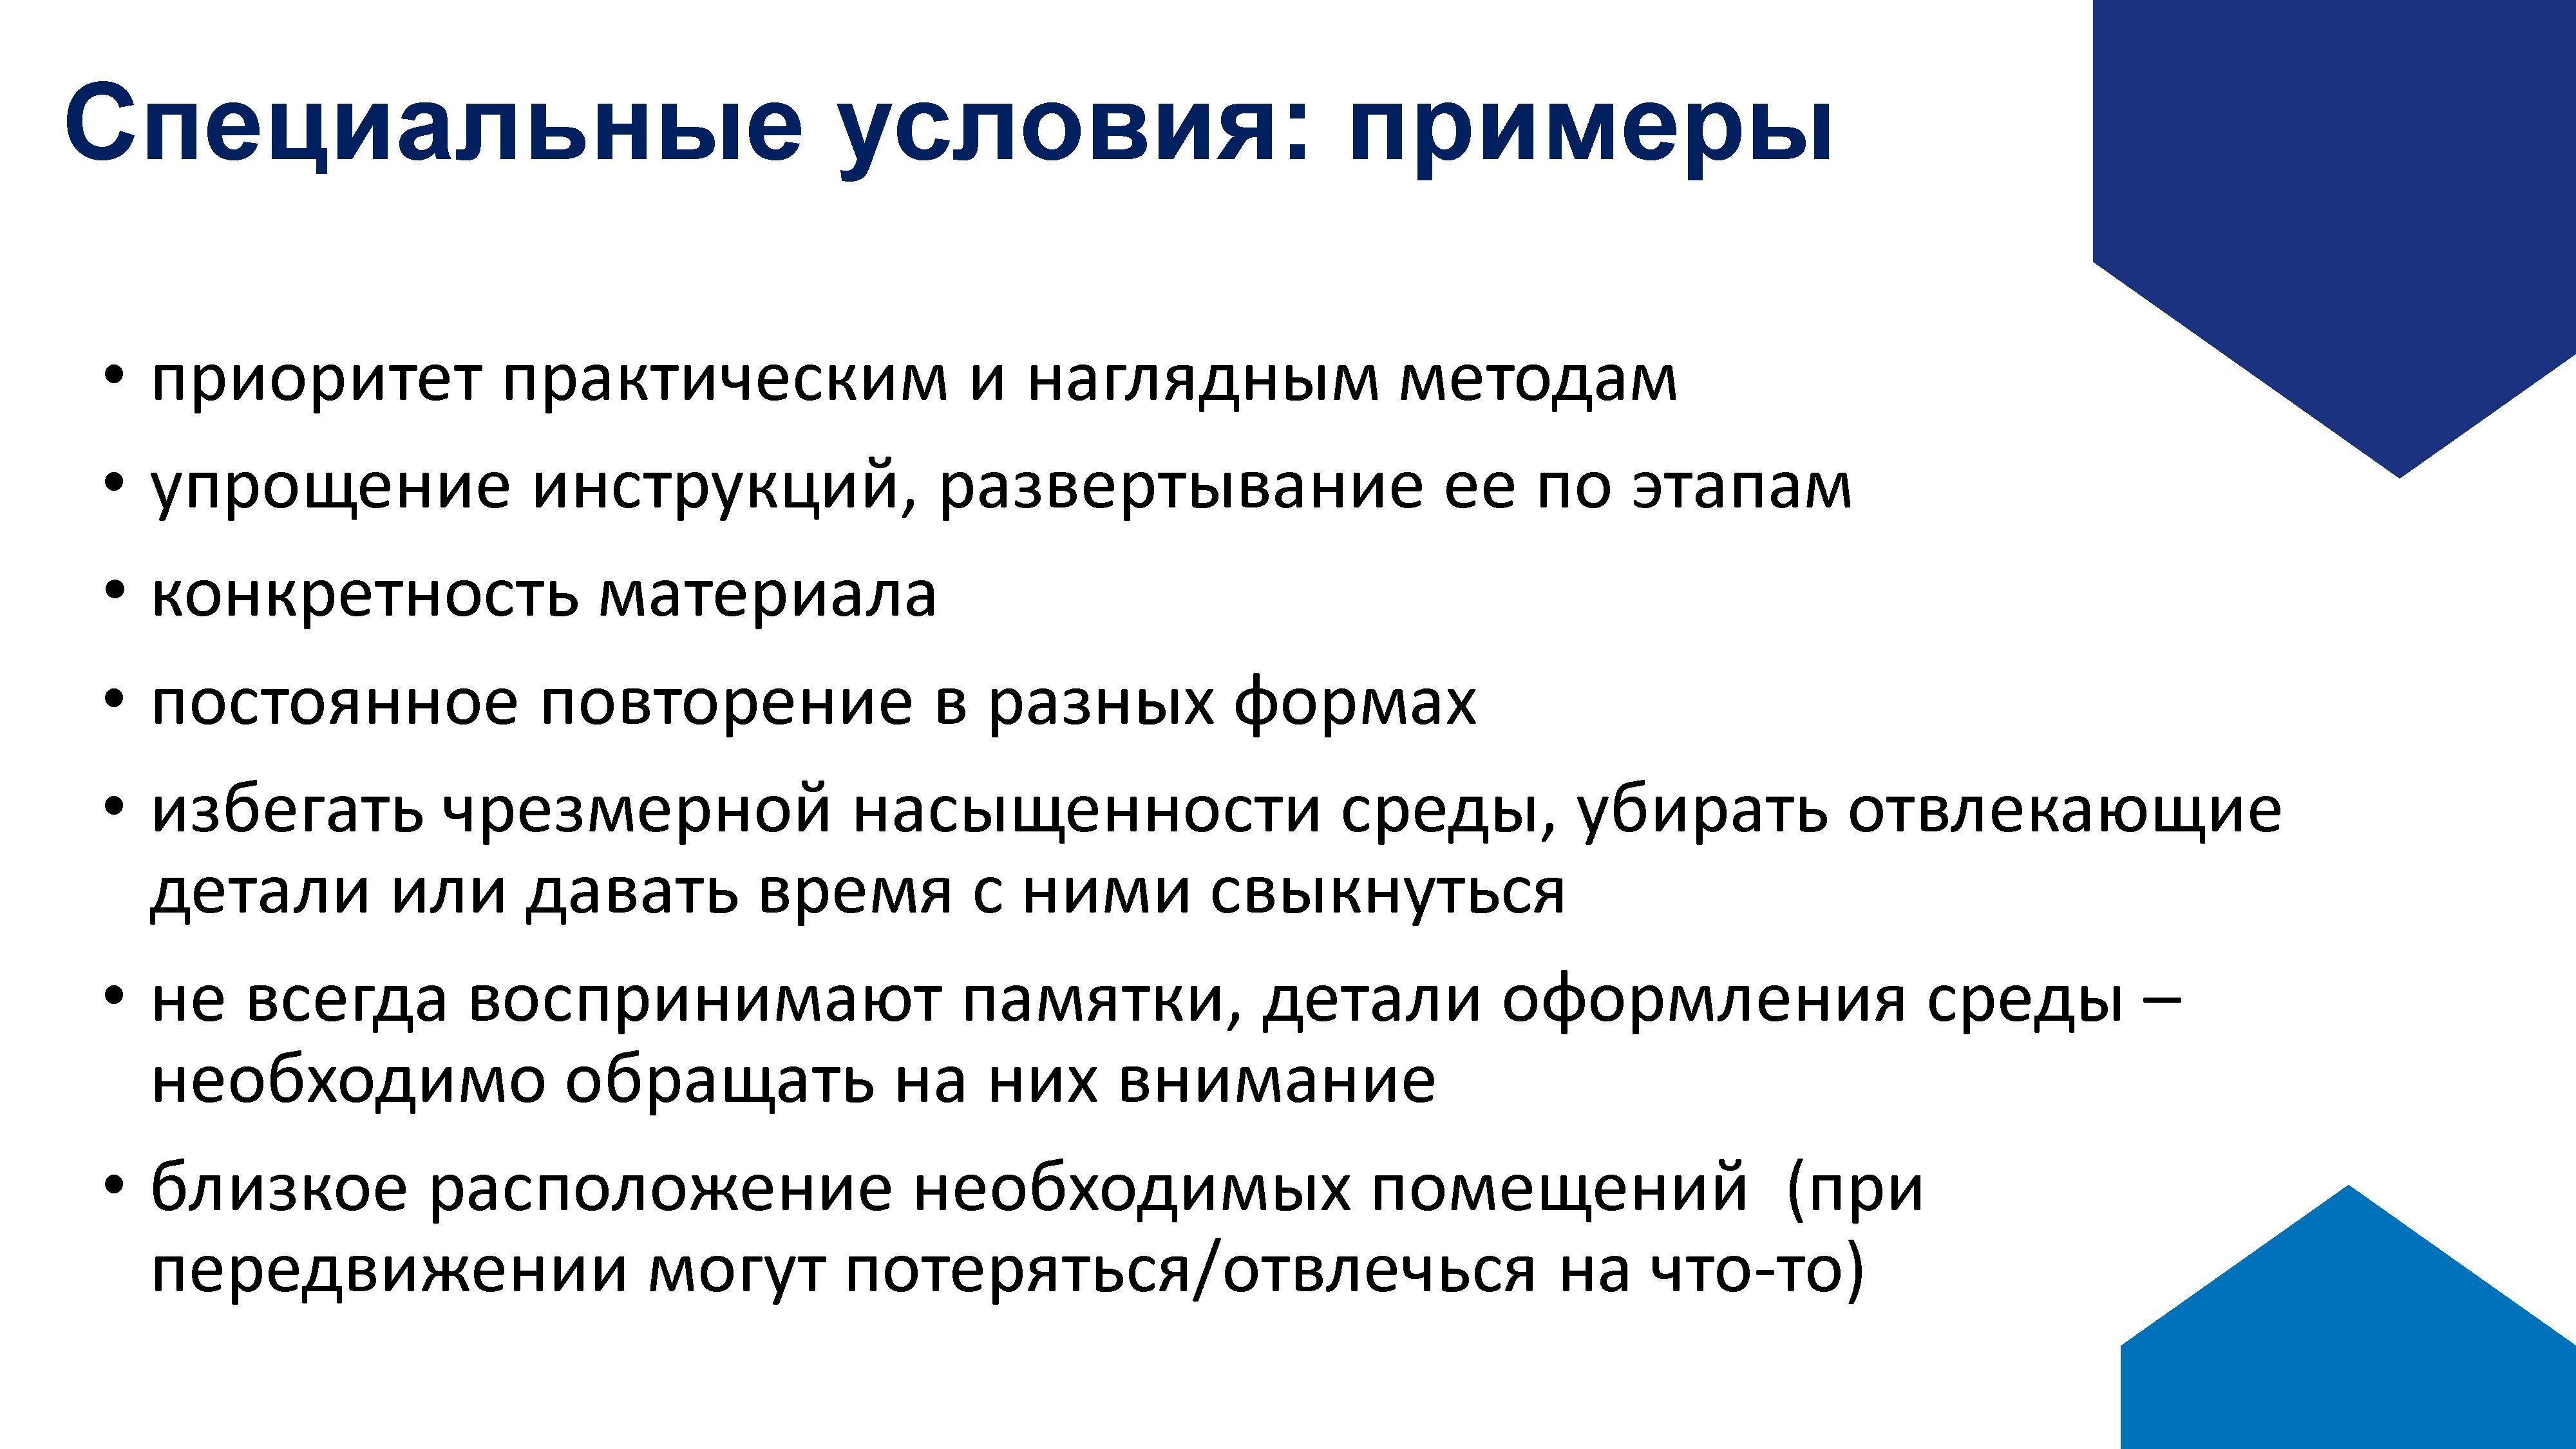 Специальные условия: примеры
• приоритет практическим и наглядным методам
• упрощение инструкций, развертывание ее по этапам
• конкретность материала
• постоянное повторение в разных формах
• избегать чрезмерной насыщенности среды, убирать отвлекающие
детали или давать время с ними свыкнуться
• не всегда воспринимают памятки, детали оформления среды –
необходимо обращать на них внимание
• близкое расположение необходимых помещений  (при
передвижении могут потеряться/отвлечься на что-то)